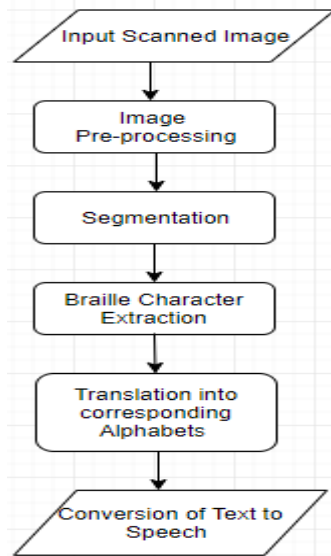 Input Scanned Image
Image
Pre-processing
Segmentation
Braille Character
Extraction
Translation into
corresponding
Alphabets
Conversion of Text to
Speech